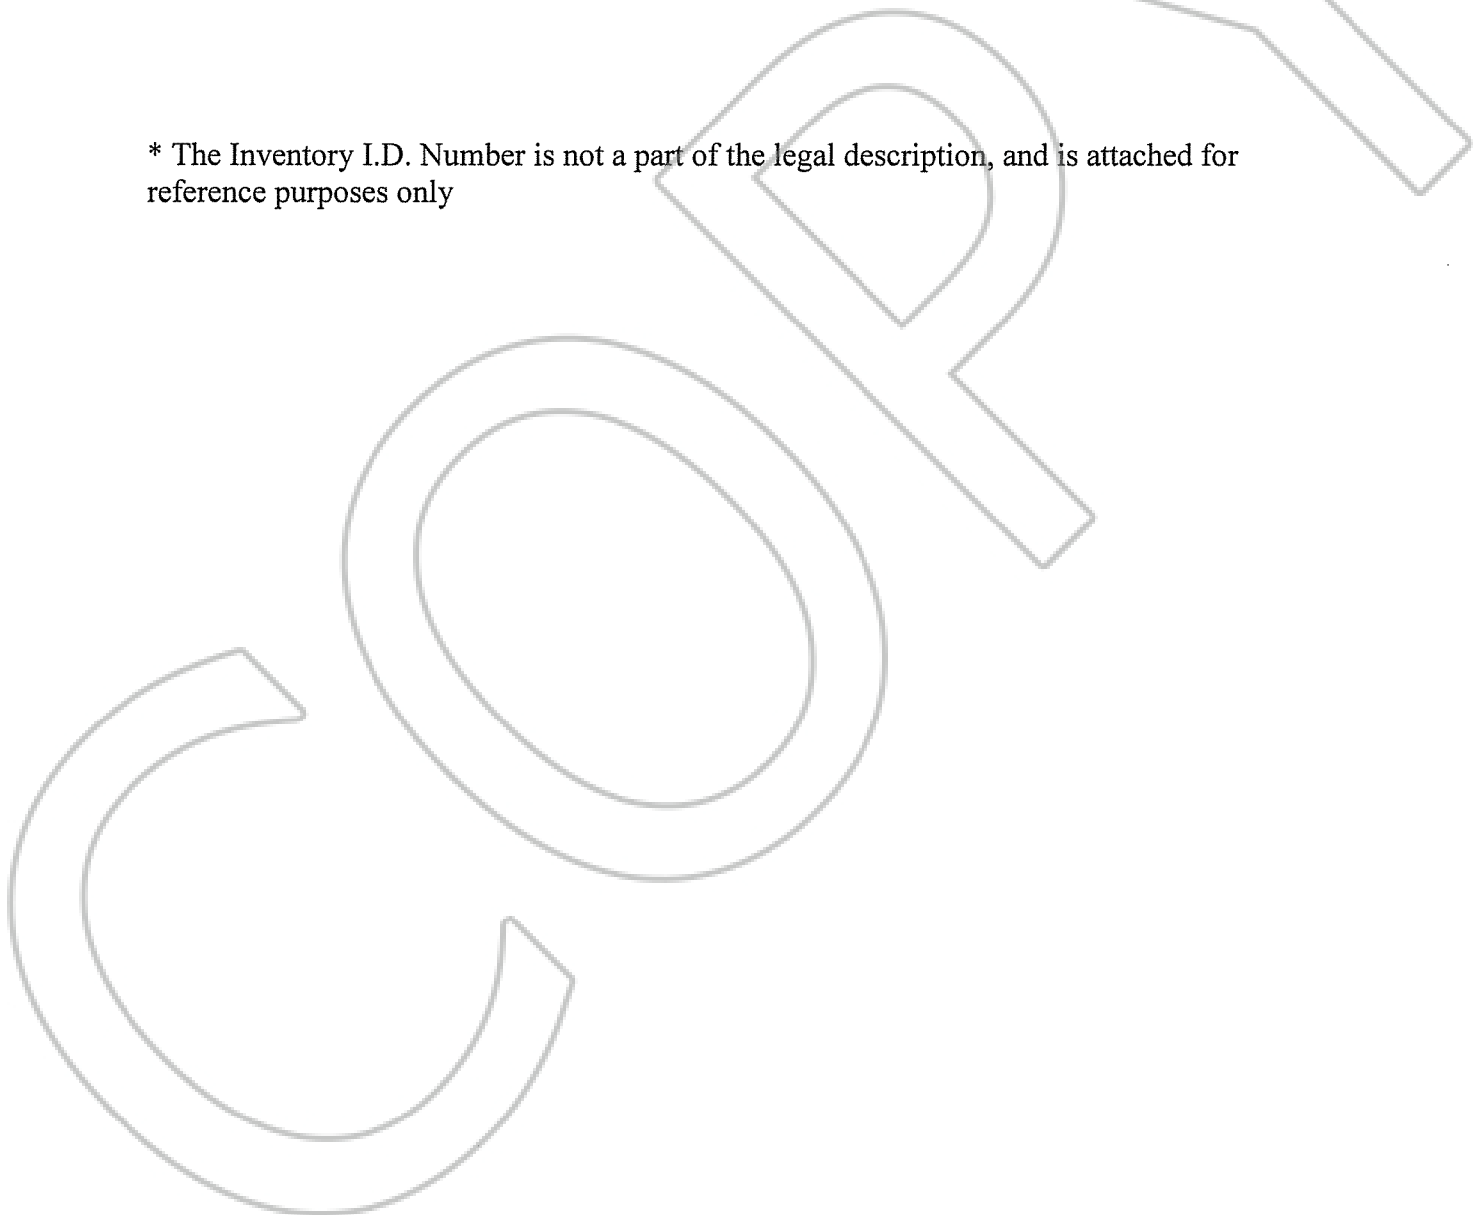 * The Inventory I.D. Number is not a part of the legal description, and is attached for
reference purposes only
COPY